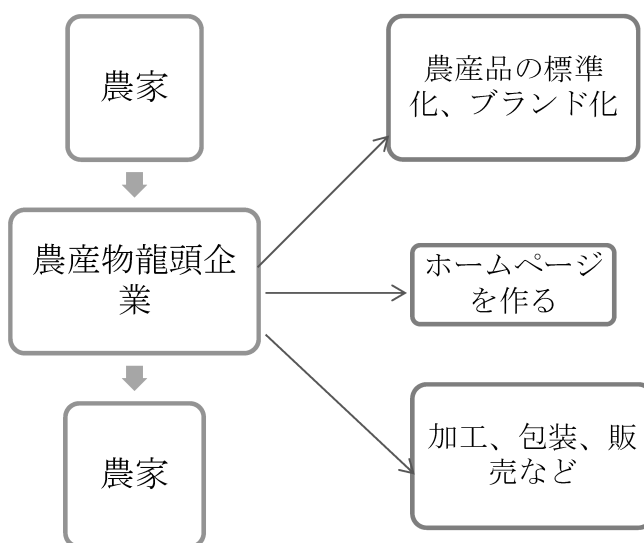 農家
農産品の標準
化、ブランド化
農産物龍頭企
業
ホームページ
を作る
農家
加工、包装、販
売など